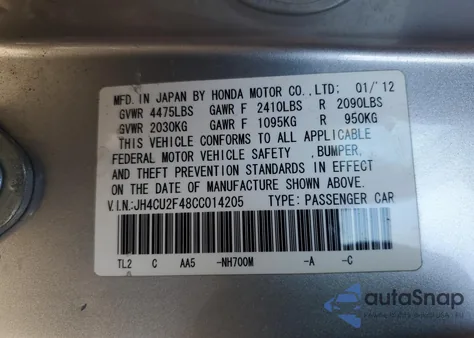 MFD. IN JAPAN BY HONDA MOTOR CO., LTD: 01/'12
GVWR 4475LBS GAWR F 2410LBS R 2090LBS
GVWR 2030KG GAWR F 1095KG R 950KG
THIS VEHICLE CONFORMS TO ALL APPLICABLE
FEDERAL MOTOR VEHICLE SAFETY ,BUMPER,
AND THEFT PREVENTION STANDARDS IN EFFECT
ON THE DATE OF MANUFACTURE SHOWN ABOVE.
V.I.N:JH4CU2F48CC014205 TYPE: PASSENGER CAR
TL2 C AA5 -NH700M -A -C
autaSnap